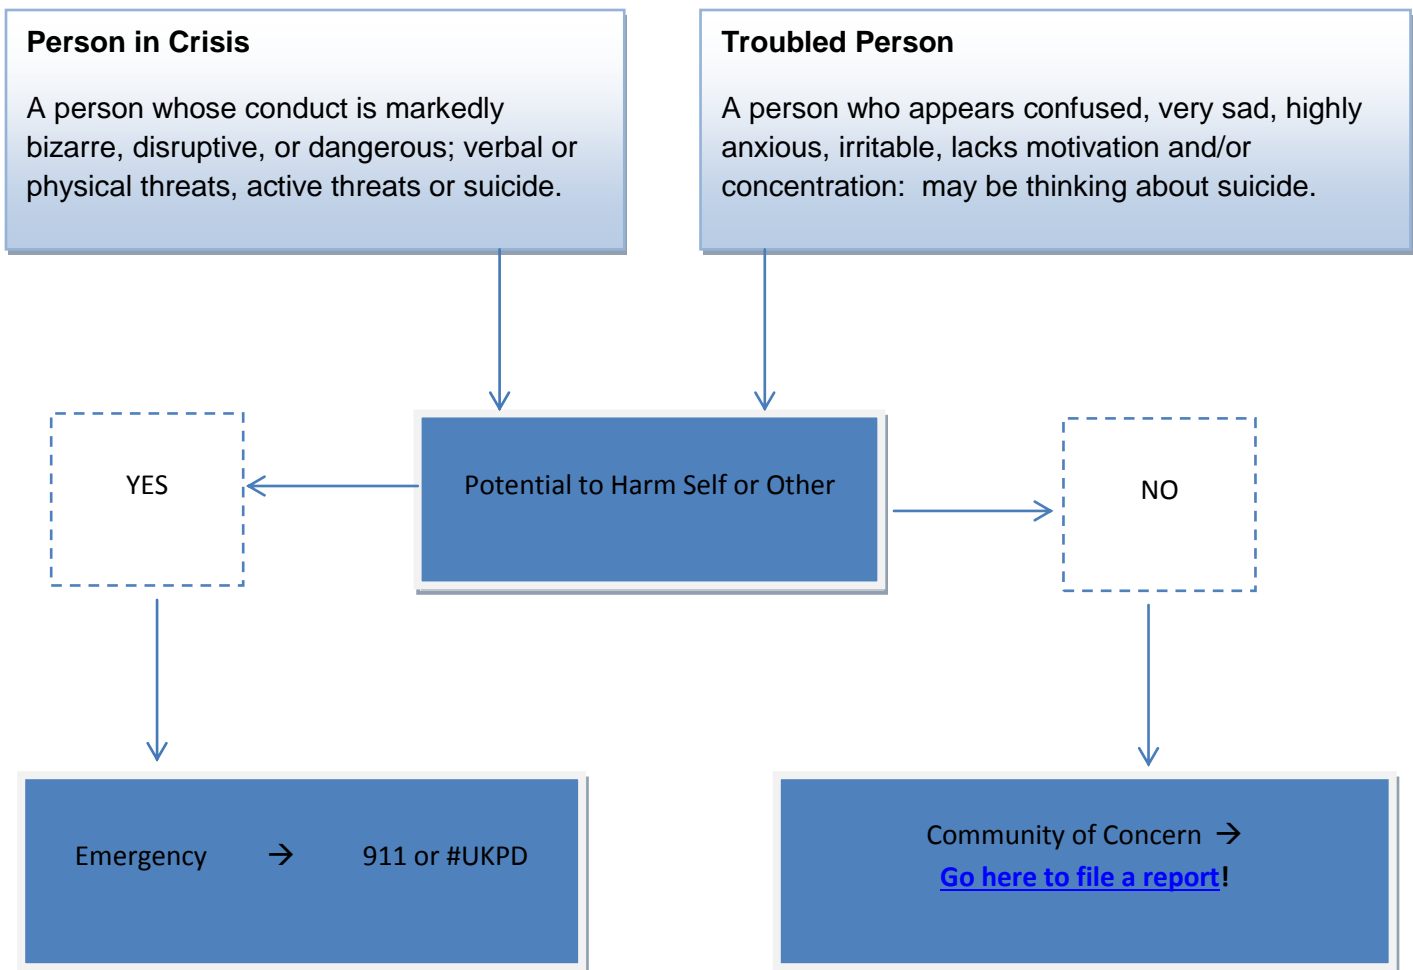 Person in Crisis
A person whose conduct is markedly
bizarre, disruptive, or dangerous; verbal or
physical threats, active threats or suicide.
Troubled Person
A person who appears confused, very sad, highly
anxious, irritable, lacks motivation and/or
concentration:  may be thinking about suicide.
YES
Potential to Harm Self or Other
NO
Emergency → 911 or #UKPD
Community of Concern →
Go here to file a report!